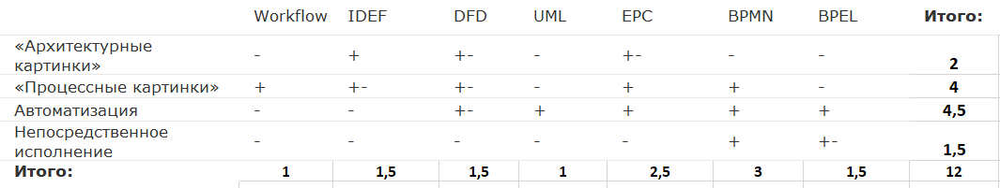 Workflow IDEF DFD UML EPC BPMN BPEL Итого:
«Архитектурные
картинки» - + +- - +- - - 2
«Процессные картинки» + +- +- - + + - 4
Автоматизация - - +- + + + + 4,5
Непосредственное
исполнение - - - - - + +- 1,5
Итого: 1 1,5 1,5 1 2,5 3 1,5 12